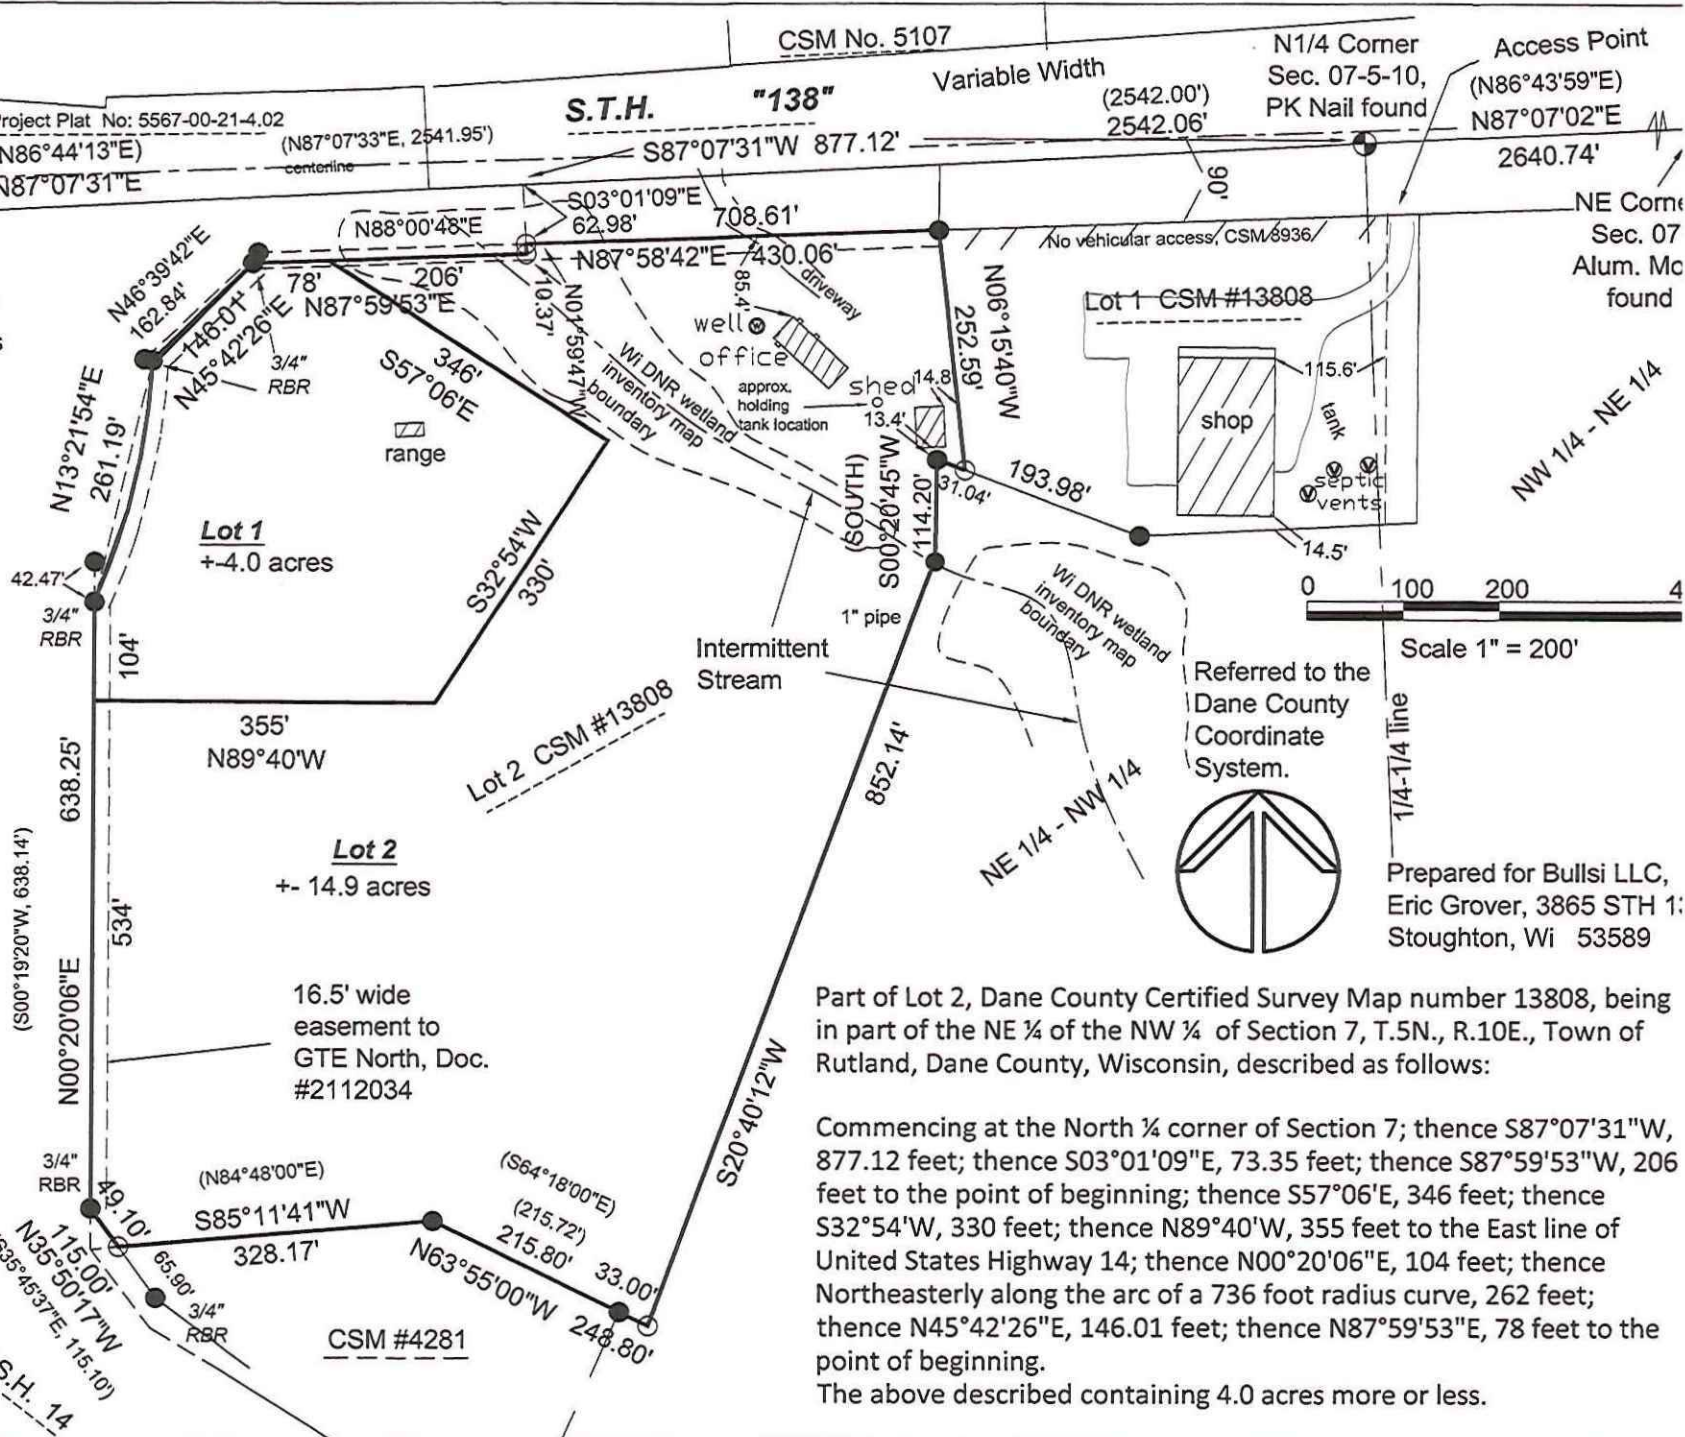 CSM No. 5107
Variable Width
S.T.H. "138"
N1/4 Corner
Sec. 07-5-10,
PK Nail found
Access Point
(N86°43'59"E)
N87°07'02"E
2640.74'
(2542.00')
2542.06'
roject Plat No: 5567-00-21-4.02
N86°44'13"E)
N87°07'31"E
(N87°07'33"E, 2541.95')
centerline
S87°07'31"W 877.12'
90'
NE Corne
Sec. 07
Alum. Mo
found
S03°01'09"E
62.98'
708.61'
N88°00'48"E
N87°58'42"E 430.06'
No vehicular access, CSM 8936
78'
206'
N87°59'53"E
10.37'
N01°59'47"W
85.4'
driveway
N46°39'42"E
162.84'
146.01'
N45°42'26"E
3/4"
RBR
well
office
approx.
holding
tank location
shed
14.8
13.4'
252.59'
N06°15'40"W
Lot 1 CSM #13808
115.6'
shop
tank
septic
vents
14.5'
NW 1/4 - NE 1/4
346'
S57°06'E
Wi DNR wetland
inventory map
boundary
range
N13°21'54"E
261.19'
Lot 1
+-4.0 acres
S32°54'W
330'
(SOUTH)
S00°20'45"W
114.20'
31.04'
193.98'
42.47'
3/4"
RBR
104'
1" pipe
Intermittent
Stream
Wi DNR wetland
inventory map
boundary
0 100 200 4
Scale 1" = 200'
Referred to the
Dane County
Coordinate
System.
355'
N89°40'W
Lot 2 CSM #13808
852.14'
1/4-1/4 line
NE 1/4 - NW 1/4
638.25'
(S00°19'20"W, 638.14')
Lot 2
+- 14.9 acres
534'
N00°20'06"E
16.5' wide
easement to
GTE North, Doc.
#2112034
S20°40'12"W
Prepared for Bullsi LLC,
Eric Grover, 3865 STH 13
Stoughton, Wi 53589
3/4"
RBR
49.10'
(N84°48'00"E)
S85°11'41"W
328.17'
(S64°18'00"E)
(215.72')
215.80'
N63°55'00"W
33.00'
248.80'
115.00'
N35°50'17"W
S35°45'37"E, 115.10')
65.90'
3/4"
RBR
CSM #4281
S.H. 14
Part of Lot 2, Dane County Certified Survey Map number 13808, being
in part of the NE ¼ of the NW ¼ of Section 7, T.5N., R.10E., Town of
Rutland, Dane County, Wisconsin, described as follows:
Commencing at the North ¼ corner of Section 7; thence S87°07'31"W,
877.12 feet; thence S03°01'09"E, 73.35 feet; thence S87°59'53"W, 206
feet to the point of beginning; thence S57°06'E, 346 feet; thence
S32°54'W, 330 feet; thence N89°40'W, 355 feet to the East line of
United States Highway 14; thence N00°20'06"E, 104 feet; thence
Northeasterly along the arc of a 736 foot radius curve, 262 feet;
thence N45°42'26"E, 146.01 feet; thence N87°59'53"E, 78 feet to the
point of beginning.
The above described containing 4.0 acres more or less.